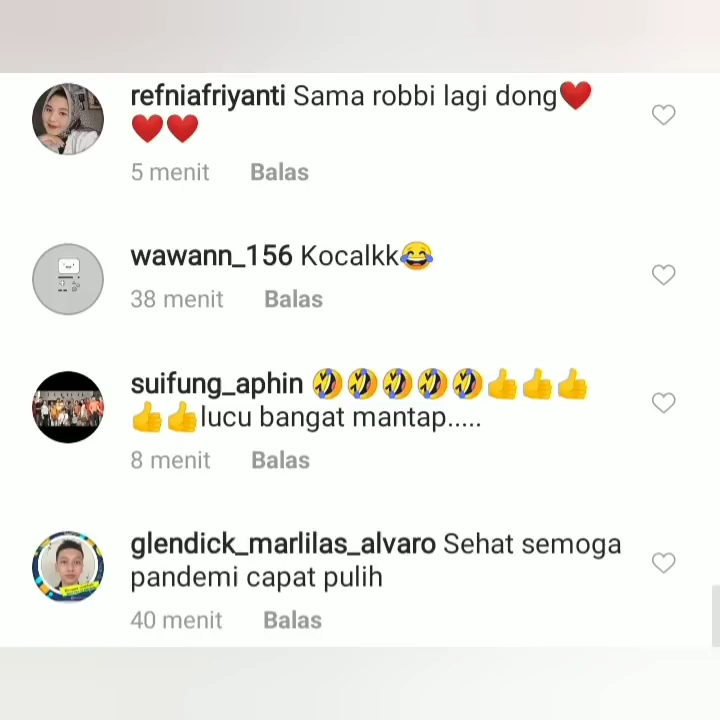 refniafriyanti Sama robbi lagi dong❤️
❤️❤️
5 menit Balas
wawann_156 Kocalkk😂
38 menit Balas
suifung_aphin 🤣🤣🤣🤣🤣👍👍👍
👍👍lucu bangat mantap.....
8 menit Balas
glendick_marlilas_alvaro Sehat semoga
pandemi capat pulih
40 menit Balas